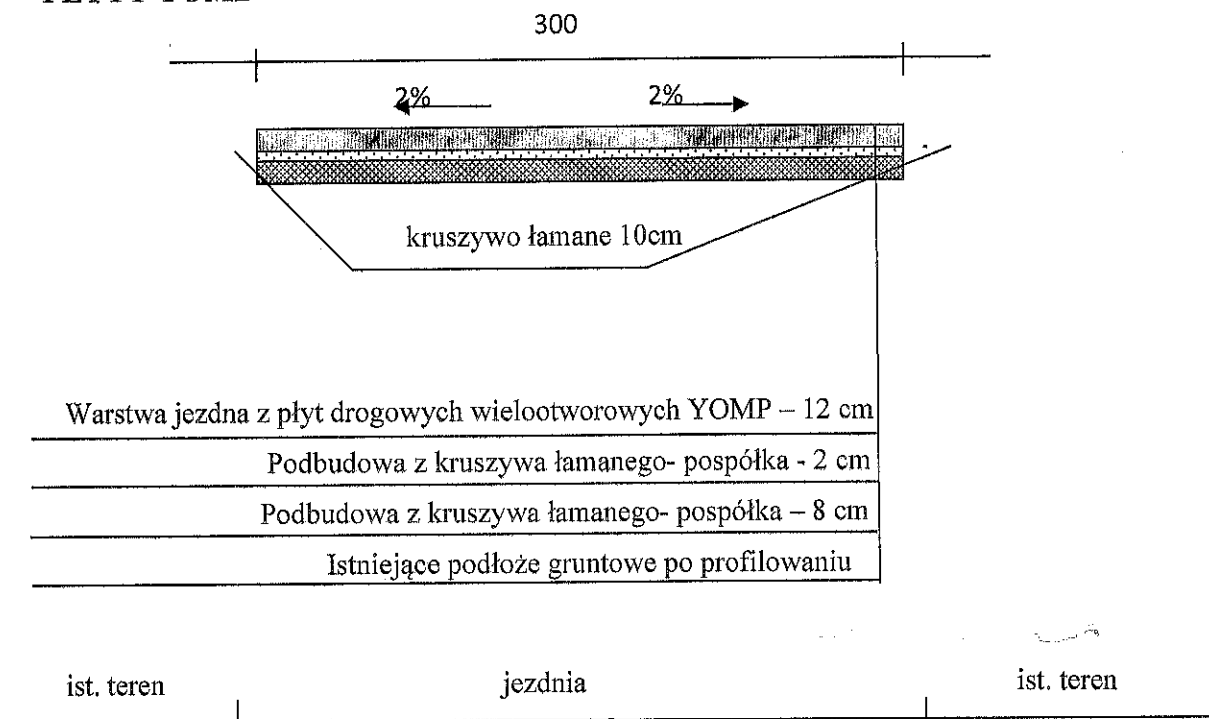 300
2% 2%
kruszywo łamane 10cm
Warstwa jezdna z płyt drogowych wielootworowych YOMP – 12 cm
Podbudowa z kruszywa łamanego- pospółka - 2 cm
Podbudowa z kruszywa łamanego- pospółka – 8 cm
Istniejące podłoże gruntowe po profilowaniu
ist. teren jezdnia ist. teren